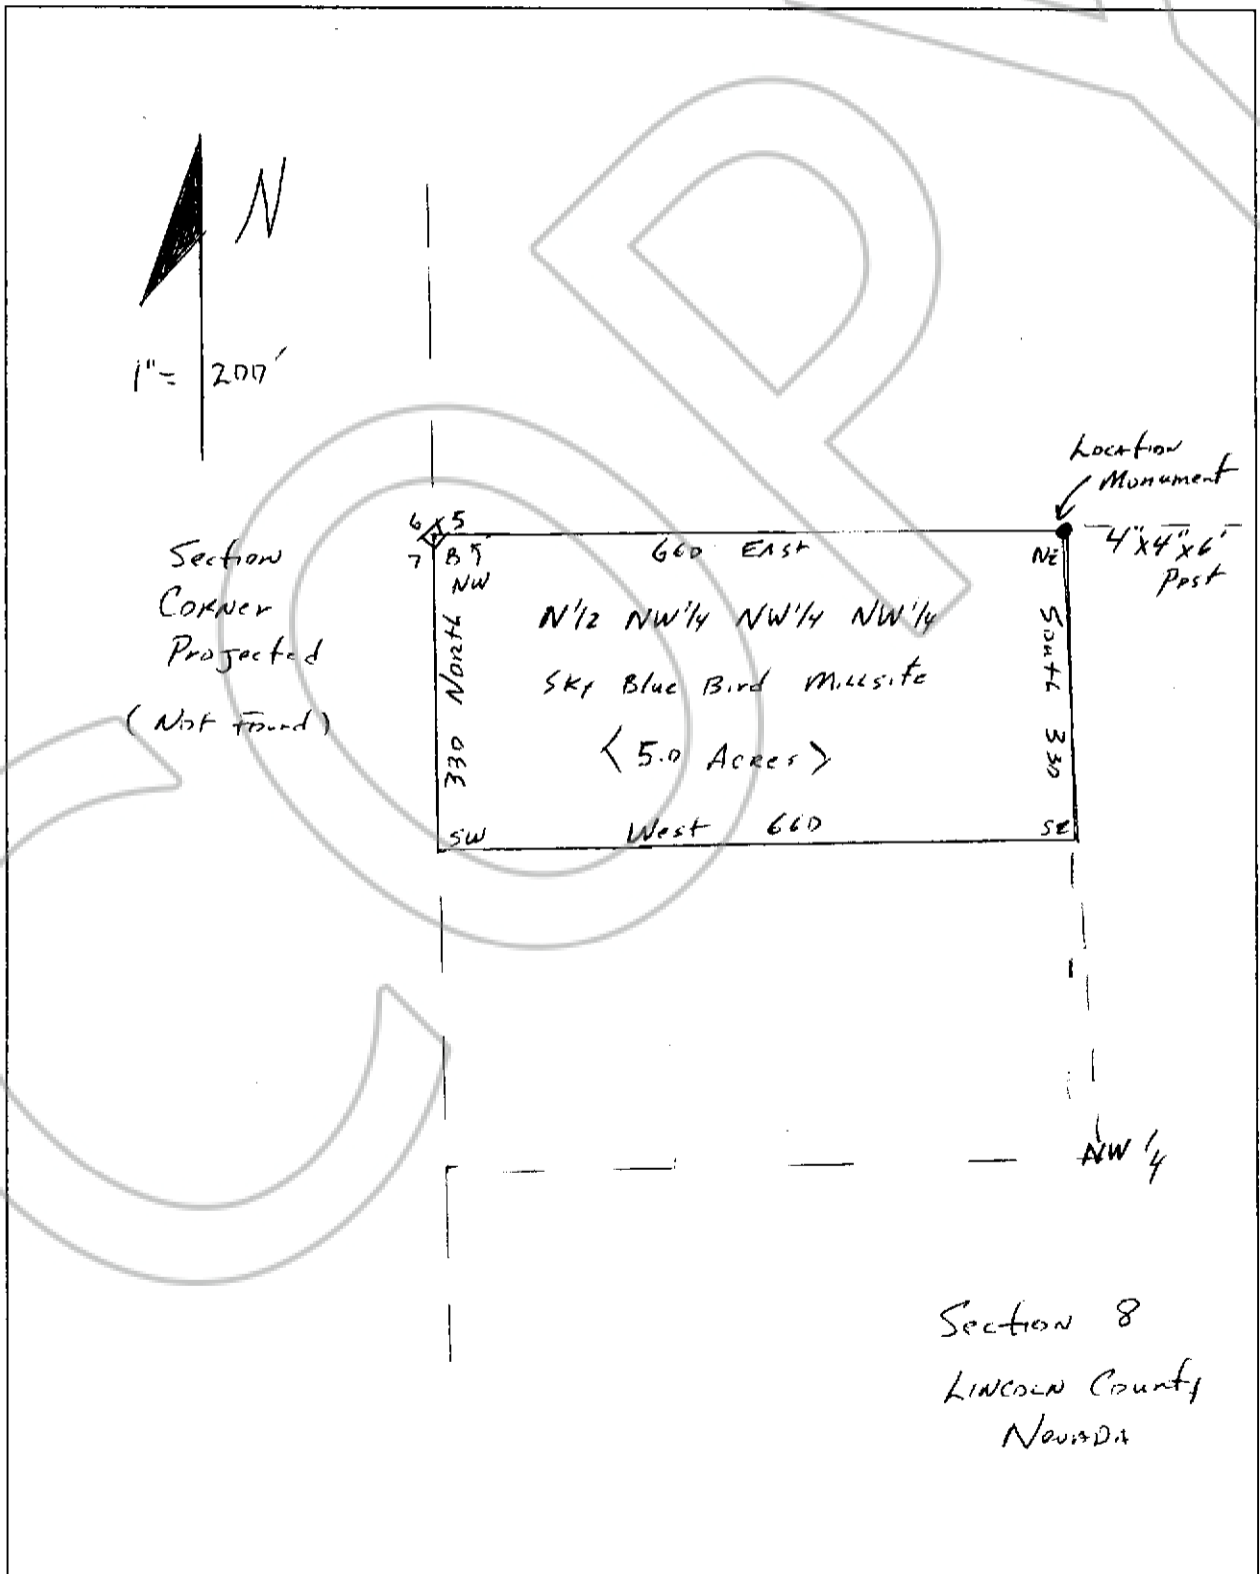 N
1" = 200'
Location
Monument
6 5
7 8
660 East
NE
4"x4"x6'
Post
Section
Corner
Projected
(Not Found)
NW
N1/2 NW1/4 NW1/4 NW1/4
Sky Blue Bird Millsite
< 5.0 Acres >
330 North
South 330
SW
West 660
SE
NW 1/4
Section 8
Lincoln County
Nevada
COPY